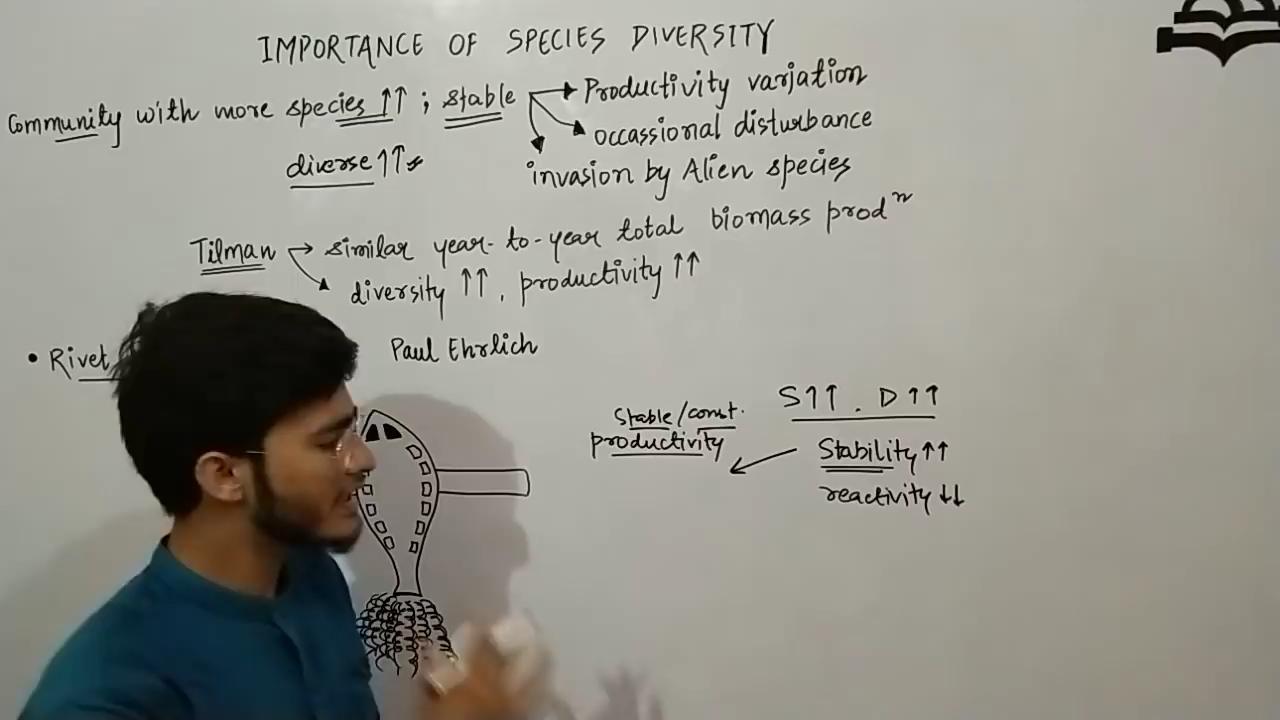 IMPORTANCE OF SPECIES DIVERSITY
Community with more species ↑↑ ; stable → Productivity variation
occassional disturbance
diverse ↑↑
invasion by Alien species
Tilman → similar year-to-year total biomass prodⁿ
diversity ↑↑, productivity ↑↑
• Rivet
Paul Ehrlich
S↑↑ . D↑↑
Stable/const.
productivity
Stability ↑↑
reactivity ↓↓